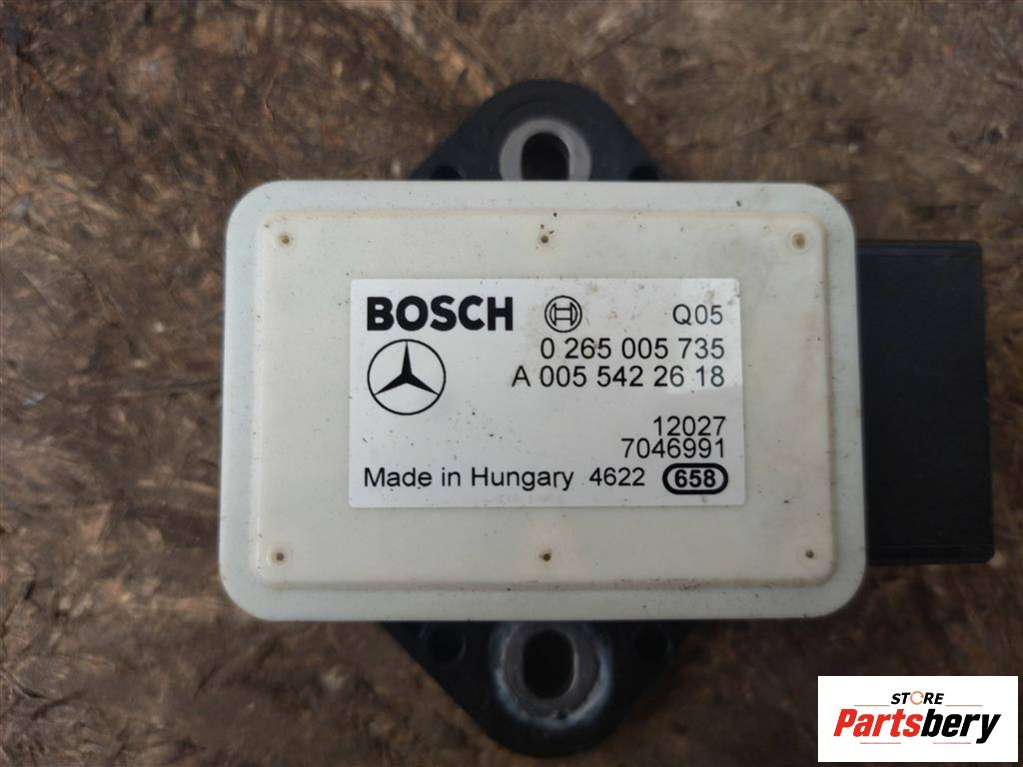 BOSCH Q05
0 265 005 735
A 005 542 26 18
12027
7046991
Made in Hungary 4622 658
STORE
Partsbery